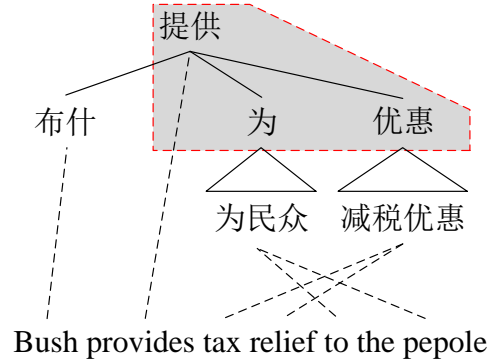 提供
布什 为 优惠
为民众 减税优惠
Bush provides tax relief to the pepole